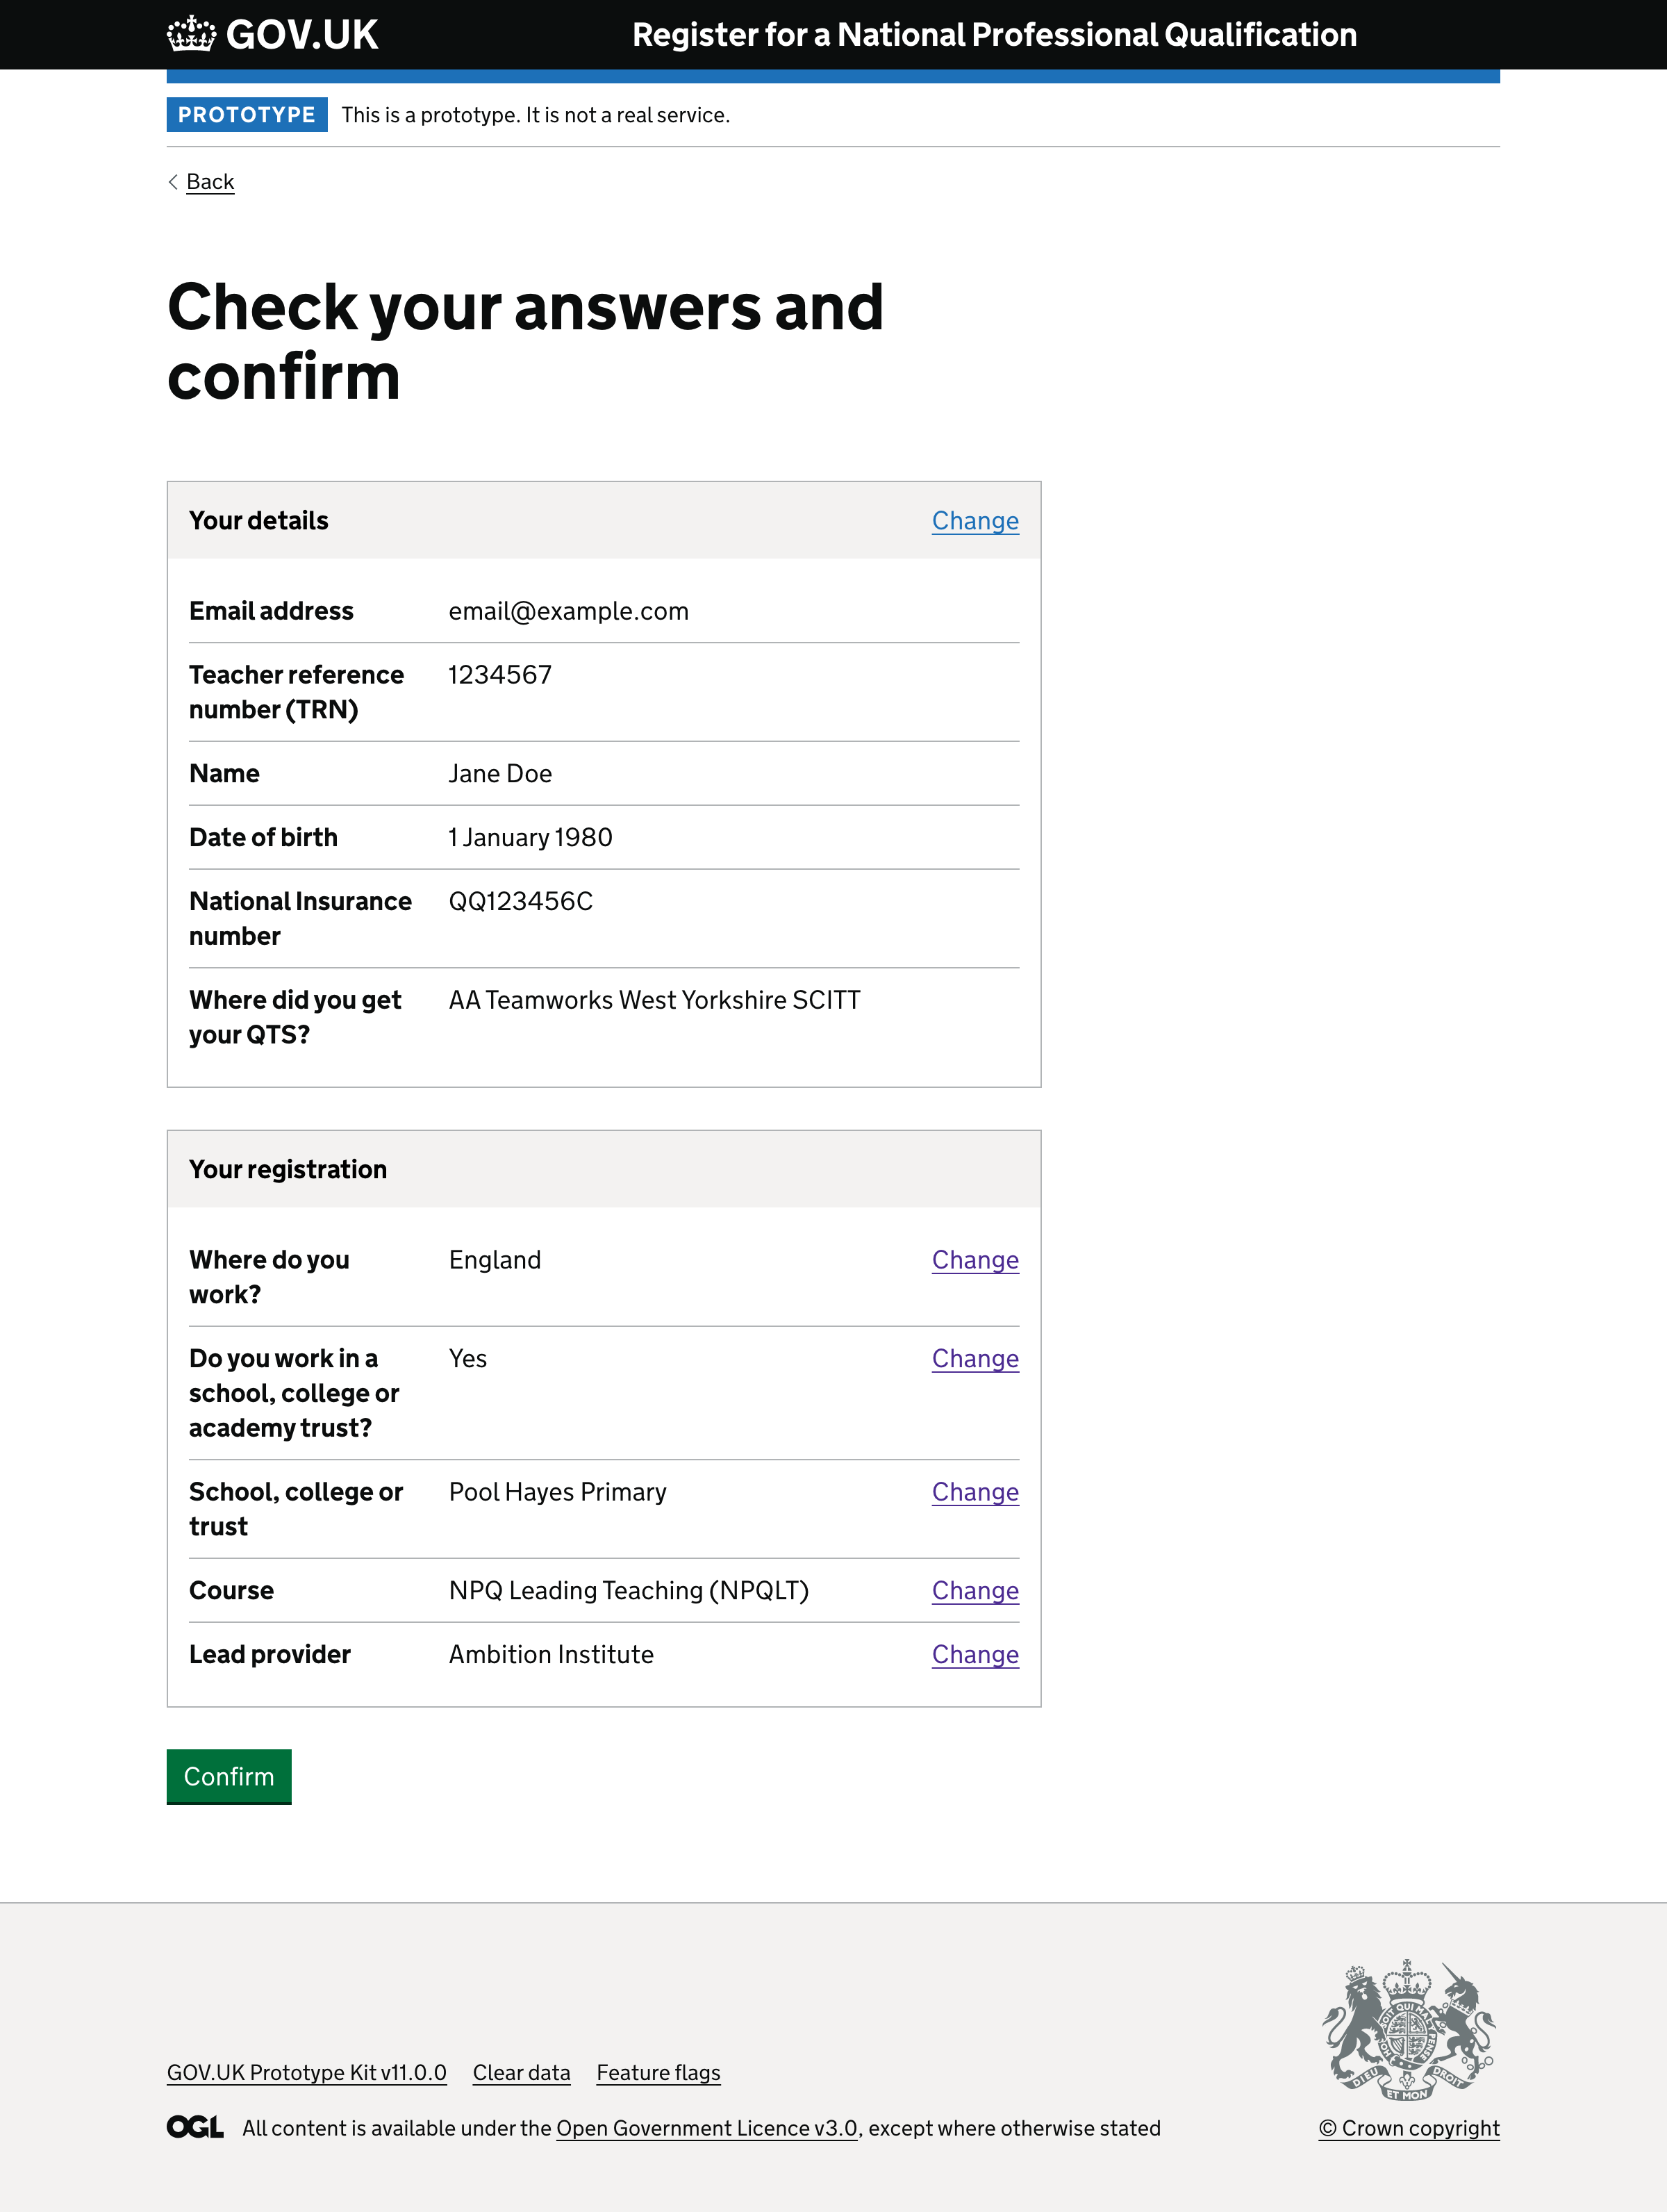 GOV.UK
Register for a National Professional Qualification
PROTOTYPE This is a prototype. It is not a real service.
Back
Check your answers and
confirm
Your details Change
Email address email@example.com
Teacher reference 1234567
number (TRN)
Name Jane Doe
Date of birth 1 January 1980
National Insurance QQ123456C
number
Where did you get AA Teamworks West Yorkshire SCITT
your QTS?
Your registration
Where do you England Change
work?
Do you work in a Yes Change
school, college or
academy trust?
School, college or Pool Hayes Primary Change
trust
Course NPQ Leading Teaching (NPQLT) Change
Lead provider Ambition Institute Change
Confirm
GOV.UK Prototype Kit v11.0.0 Clear data Feature flags
OGL All content is available under the Open Government Licence v3.0, except where otherwise stated
DIEU ET MON DROIT
© Crown copyright